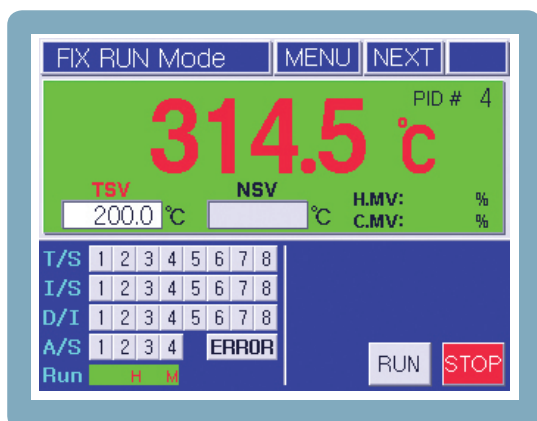 FIX RUN Mode MENU NEXT
PID # 4
314.5 °C
TSV NSV
200.0 °C °C
H.MV: %
C.MV: %
T/S 1 2 3 4 5 6 7 8
I/S 1 2 3 4 5 6 7 8
D/I 1 2 3 4 5 6 7 8
A/S 1 2 3 4 ERROR
Run H M
RUN STOP